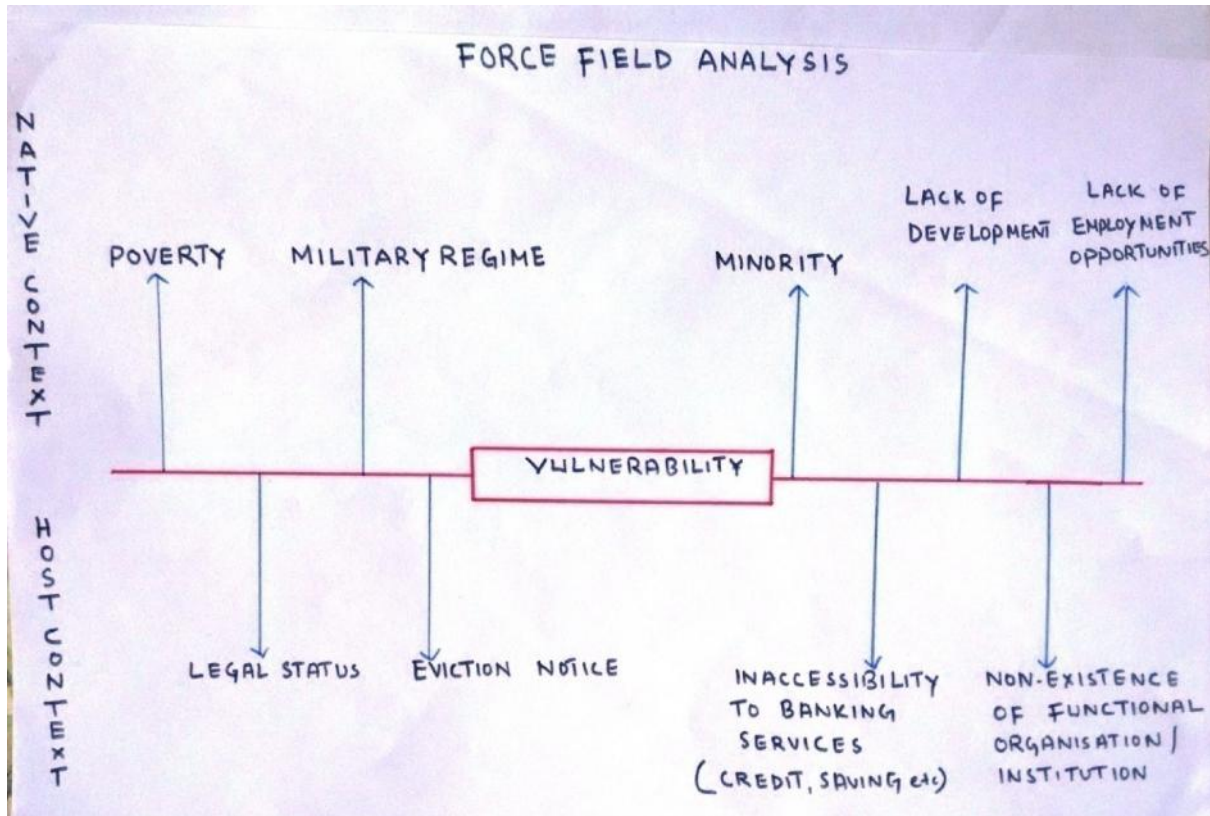 FORCE FIELD ANALYSIS
NATIVE CONTEXT
POVERTY
MILITARY REGIME
MINORITY
LACK OF
DEVELOPMENT
LACK OF
EMPLOYMENT
OPPORTUNITIES
VULNERABILITY
HOST CONTEXT
LEGAL STATUS
EVICTION NOTICE
INACCESSIBILITY
TO BANKING
SERVICES
(CREDIT, SAVING etc)
NON-EXISTENCE
OF FUNCTIONAL
ORGANISATION/
INSTITUTION